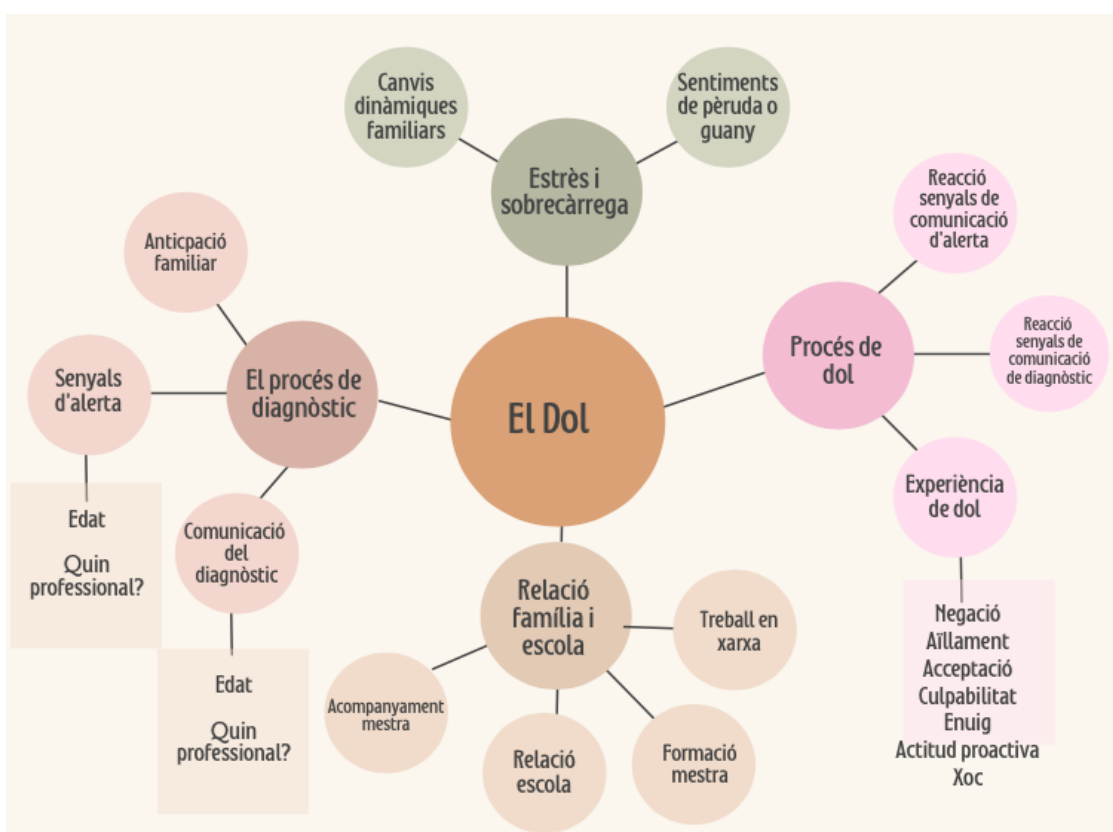 Canvis
dinàmiques
familiars
Sentiments
de pèruda o
guany
Estrès i
sobrecàrrega
Reacció
senyals de
comunicació
d'alerta
Anticpació
familiar
Procés de
dol
Reacció
senyals de
comunicació
de diagnòstic
Senyals
d'alerta
El procés de
diagnòstic
El Dol
Experiència
de dol
Edat
Quin
professional?
Comunicació
del
diagnòstic
Relació
família i
escola
Treball en
xarxa
Negació
Aïllament
Acceptació
Culpabilitat
Enuig
Actitud proactiva
Xoc
Edat
Quin
professional?
Acompanyament
mestra
Relació
escola
Formació
mestra